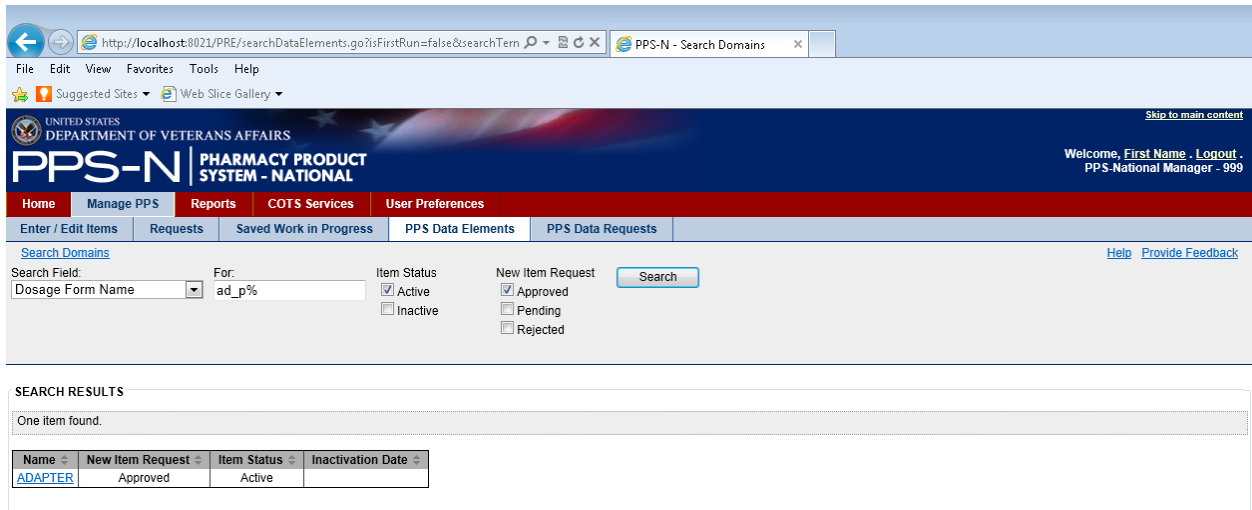 http://localhost:8021/PRE/searchDataElements.go?isFirstRun=false&searchTern
PPS-N - Search Domains
File Edit View Favorites Tools Help
Suggested Sites Web Slice Gallery
UNITED STATES
DEPARTMENT OF VETERANS AFFAIRS
PPS-N PHARMACY PRODUCT
SYSTEM - NATIONAL
Skip to main content
Welcome, First Name . Logout .
PPS-National Manager - 999
Home Manage PPS Reports COTS Services User Preferences
Enter / Edit Items Requests Saved Work in Progress PPS Data Elements PPS Data Requests
Search Domains Help Provide Feedback
Search Field: For: Item Status New Item Request Search
Dosage Form Name ad_p% Active Approved
Inactive Pending
Rejected
SEARCH RESULTS
One item found.
Name New Item Request Item Status Inactivation Date
ADAPTER Approved Active